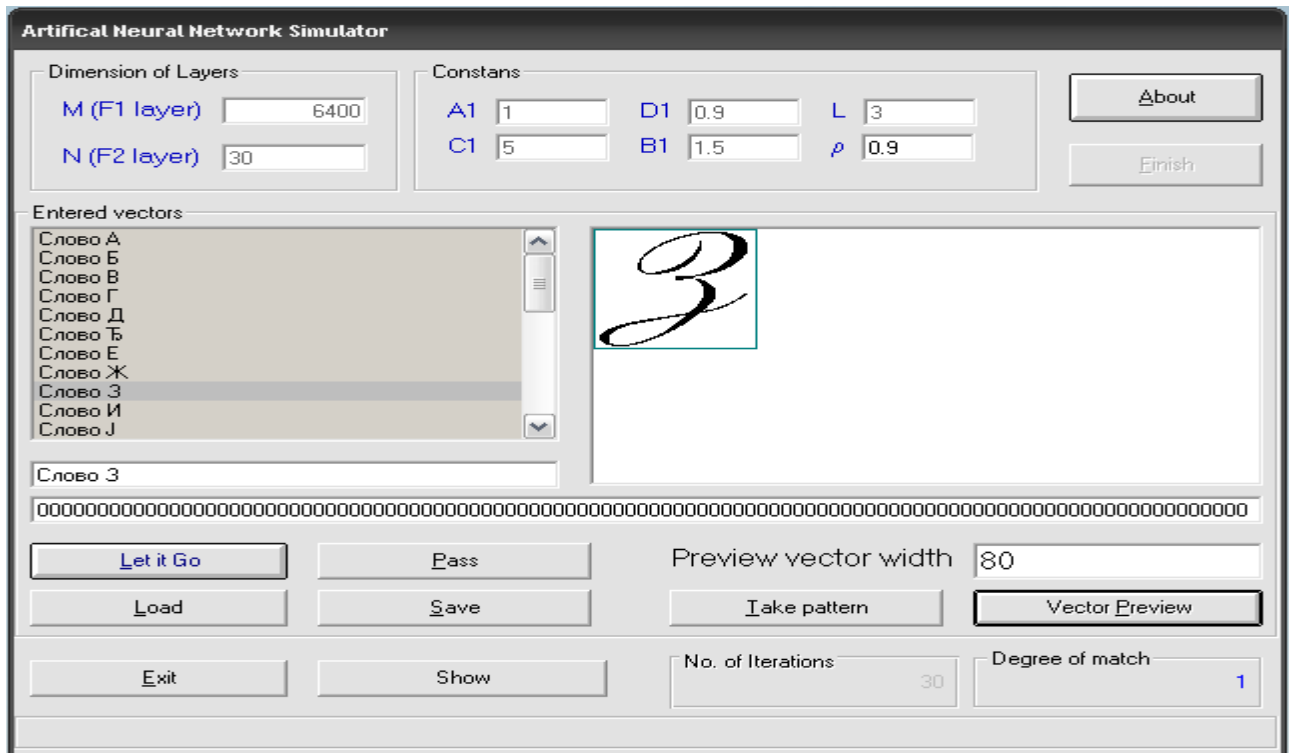 Artifical Neural Network Simulator
Dimension of Layers
M (F1 layer) 6400
N (F2 layer) 30
Constans
A1 1 D1 0.9 L 3
C1 5 B1 1.5 ρ 0.9
About
Finish
Entered vectors
Слово А
Слово Б
Слово В
Слово Г
Слово Д
Слово Ђ
Слово Е
Слово Ж
Слово З
Слово И
Слово Ј
З
Слово З
Let it Go Pass Preview vector width 80
Load Save Take pattern Vector Preview
Exit Show
No. of Iterations 30
Degree of match 1